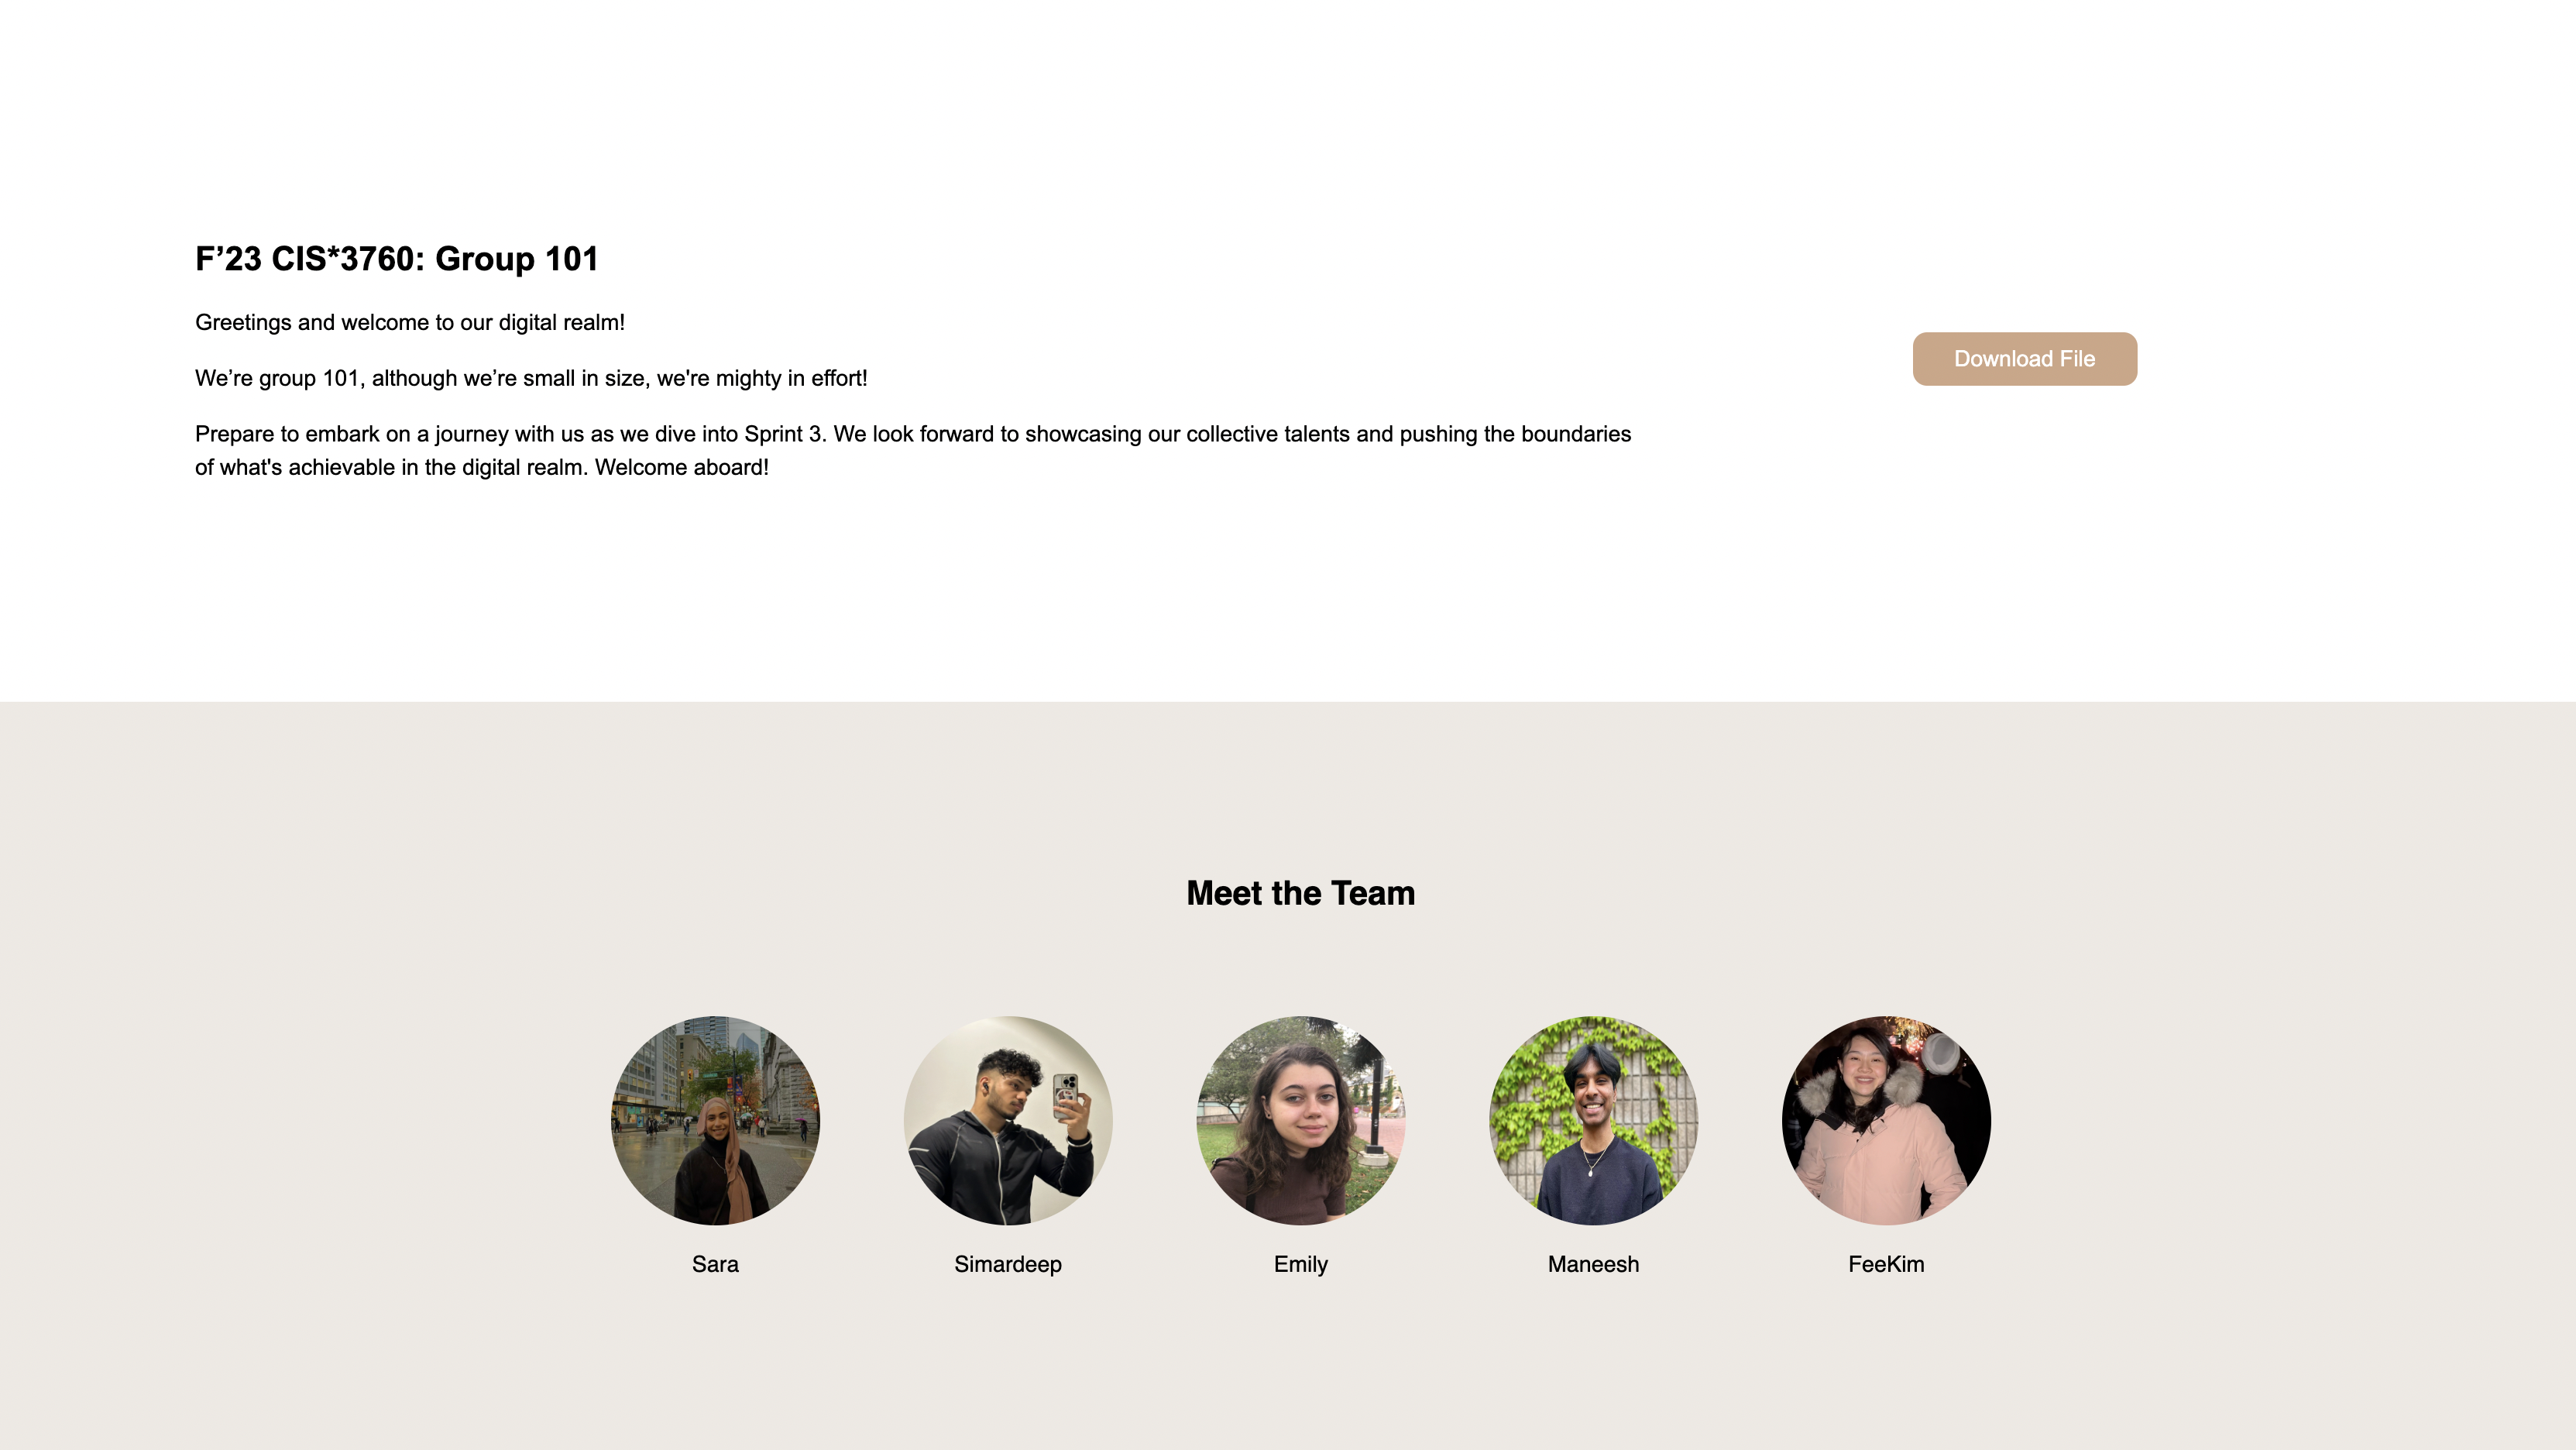 F’23 CIS*3760: Group 101
Greetings and welcome to our digital realm!
We’re group 101, although we’re small in size, we're mighty in effort!
Prepare to embark on a journey with us as we dive into Sprint 3. We look forward to showcasing our collective talents and pushing the boundaries
of what's achievable in the digital realm. Welcome aboard!
Download File
Meet the Team
Sara
Simardeep
Emily
Maneesh
FeeKim